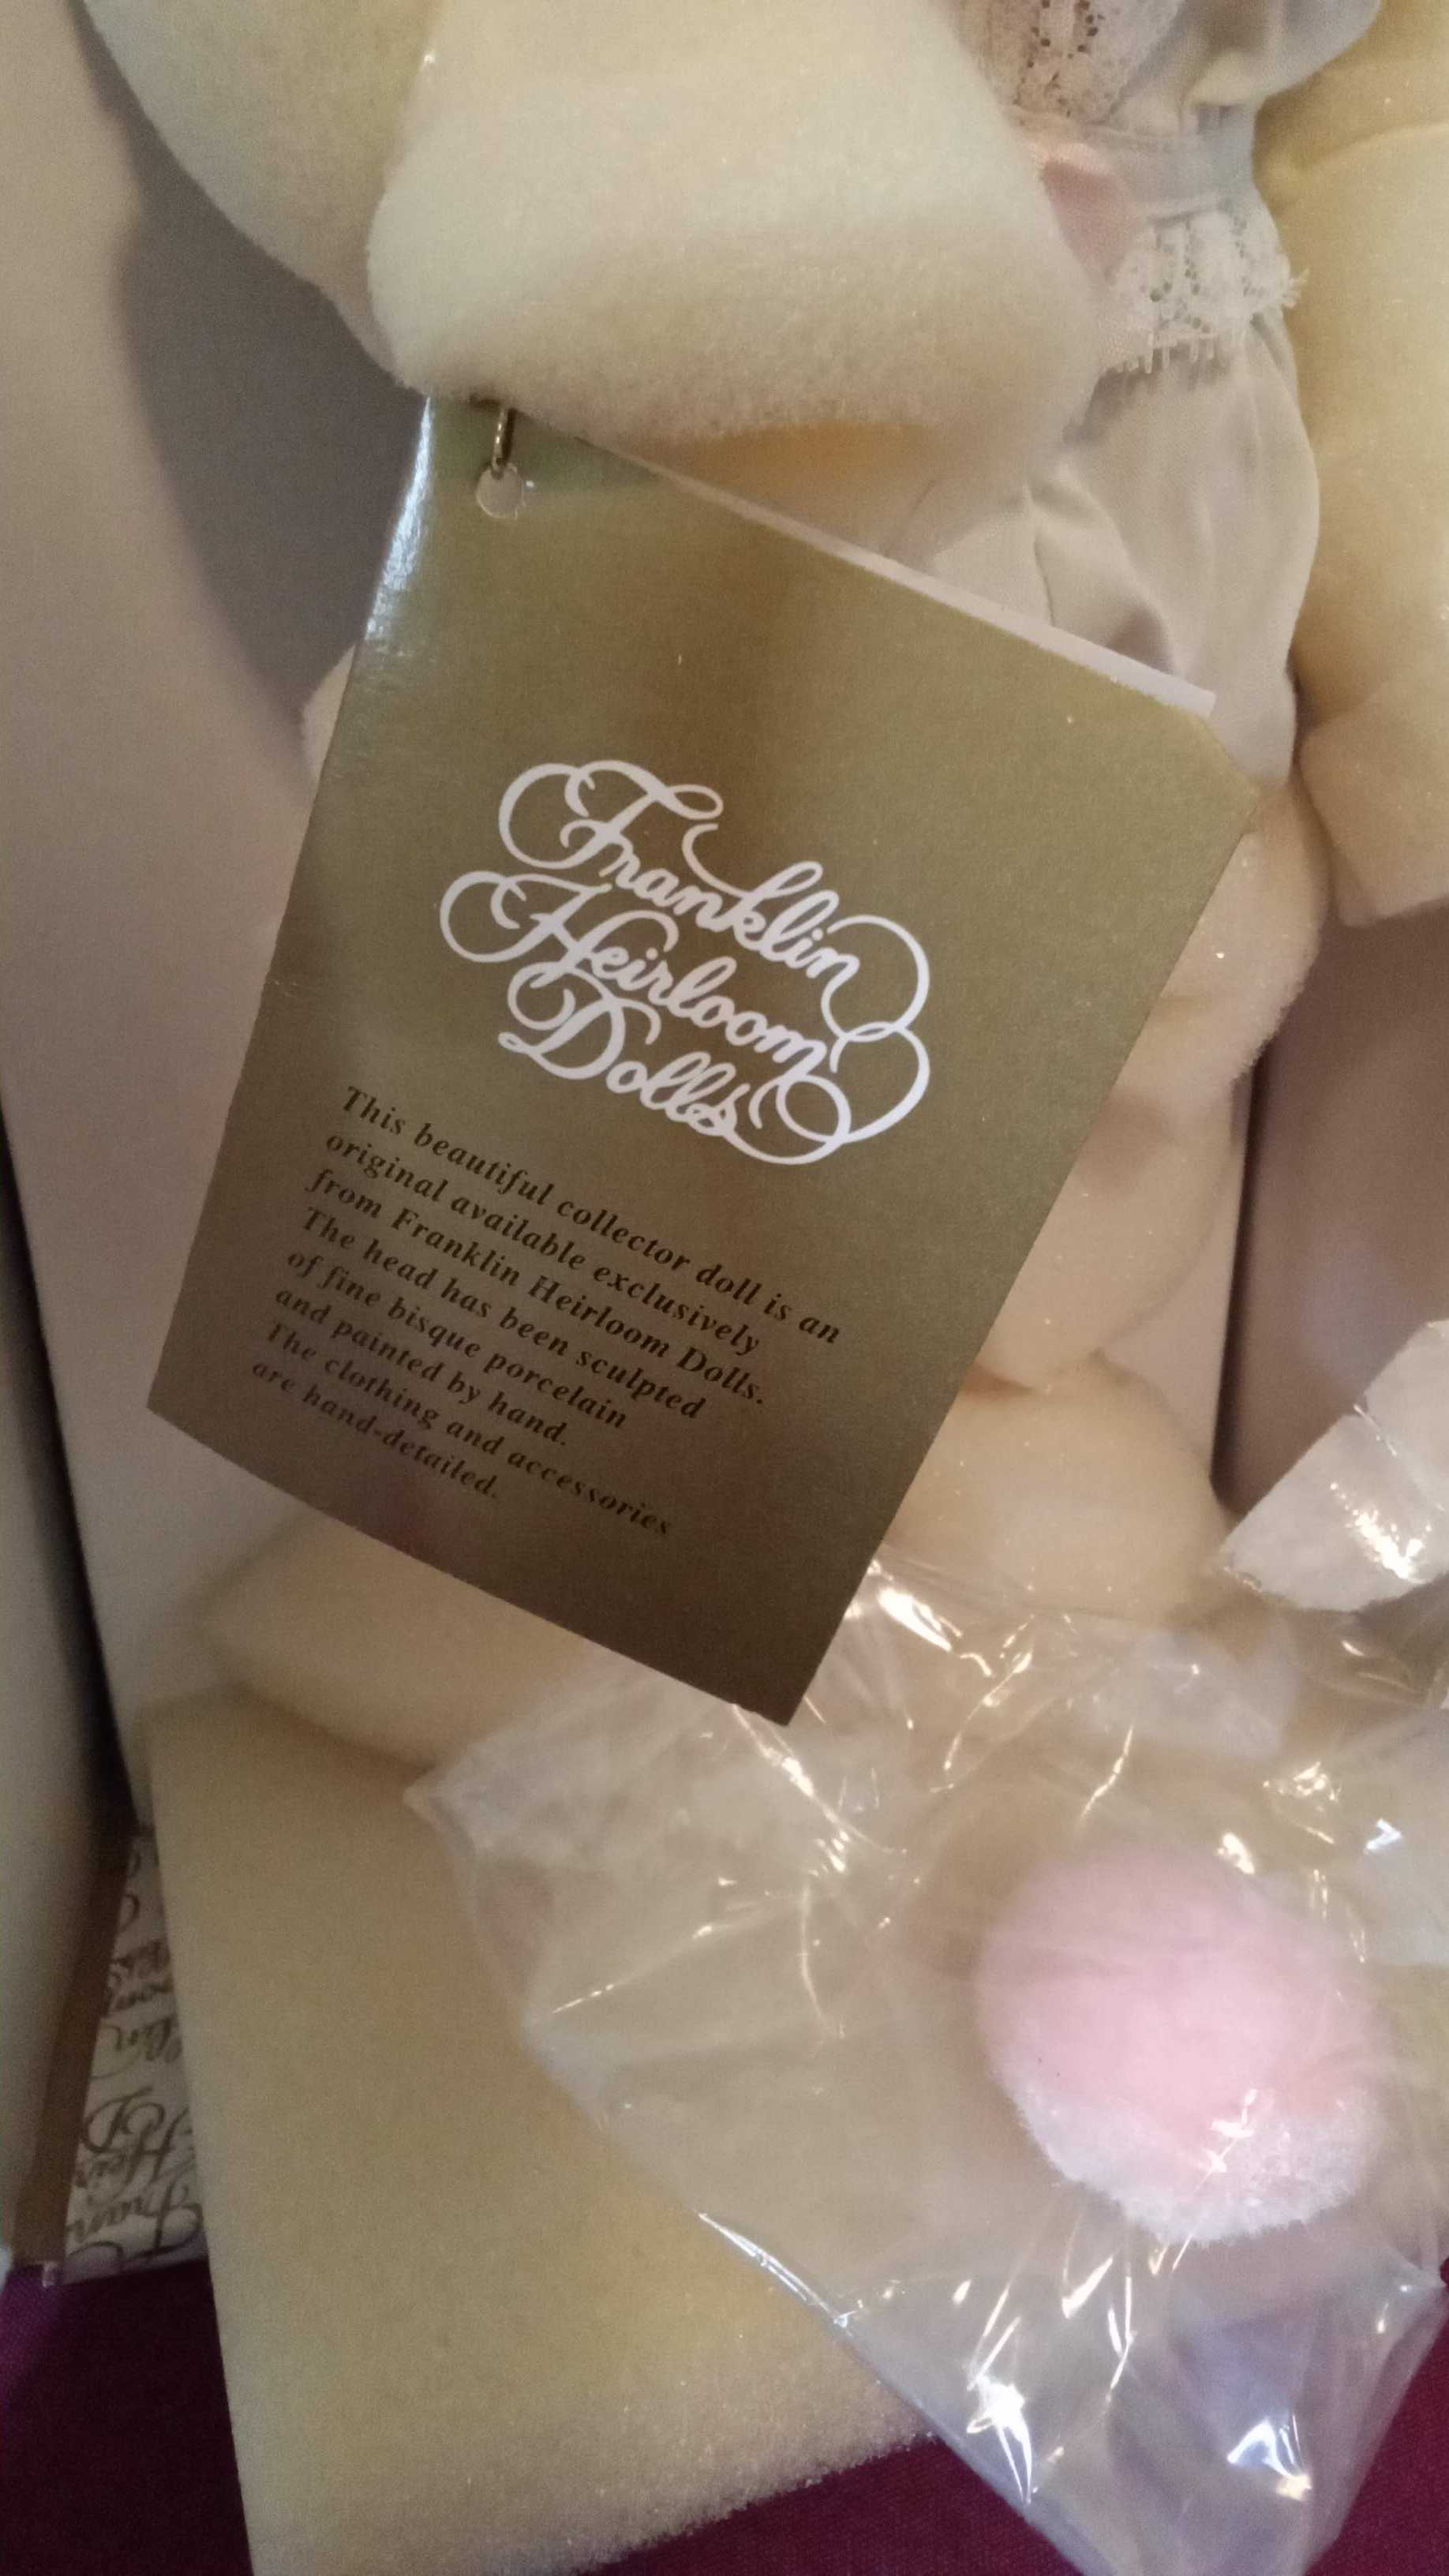 Franklin
Heirloom
Dolls
This beautiful collector doll is an
original available exclusively
from Franklin Heirloom Dolls.
The head has been sculpted
of fine bisque porcelain
and painted by hand.
The clothing and accessories
are hand-detailed.